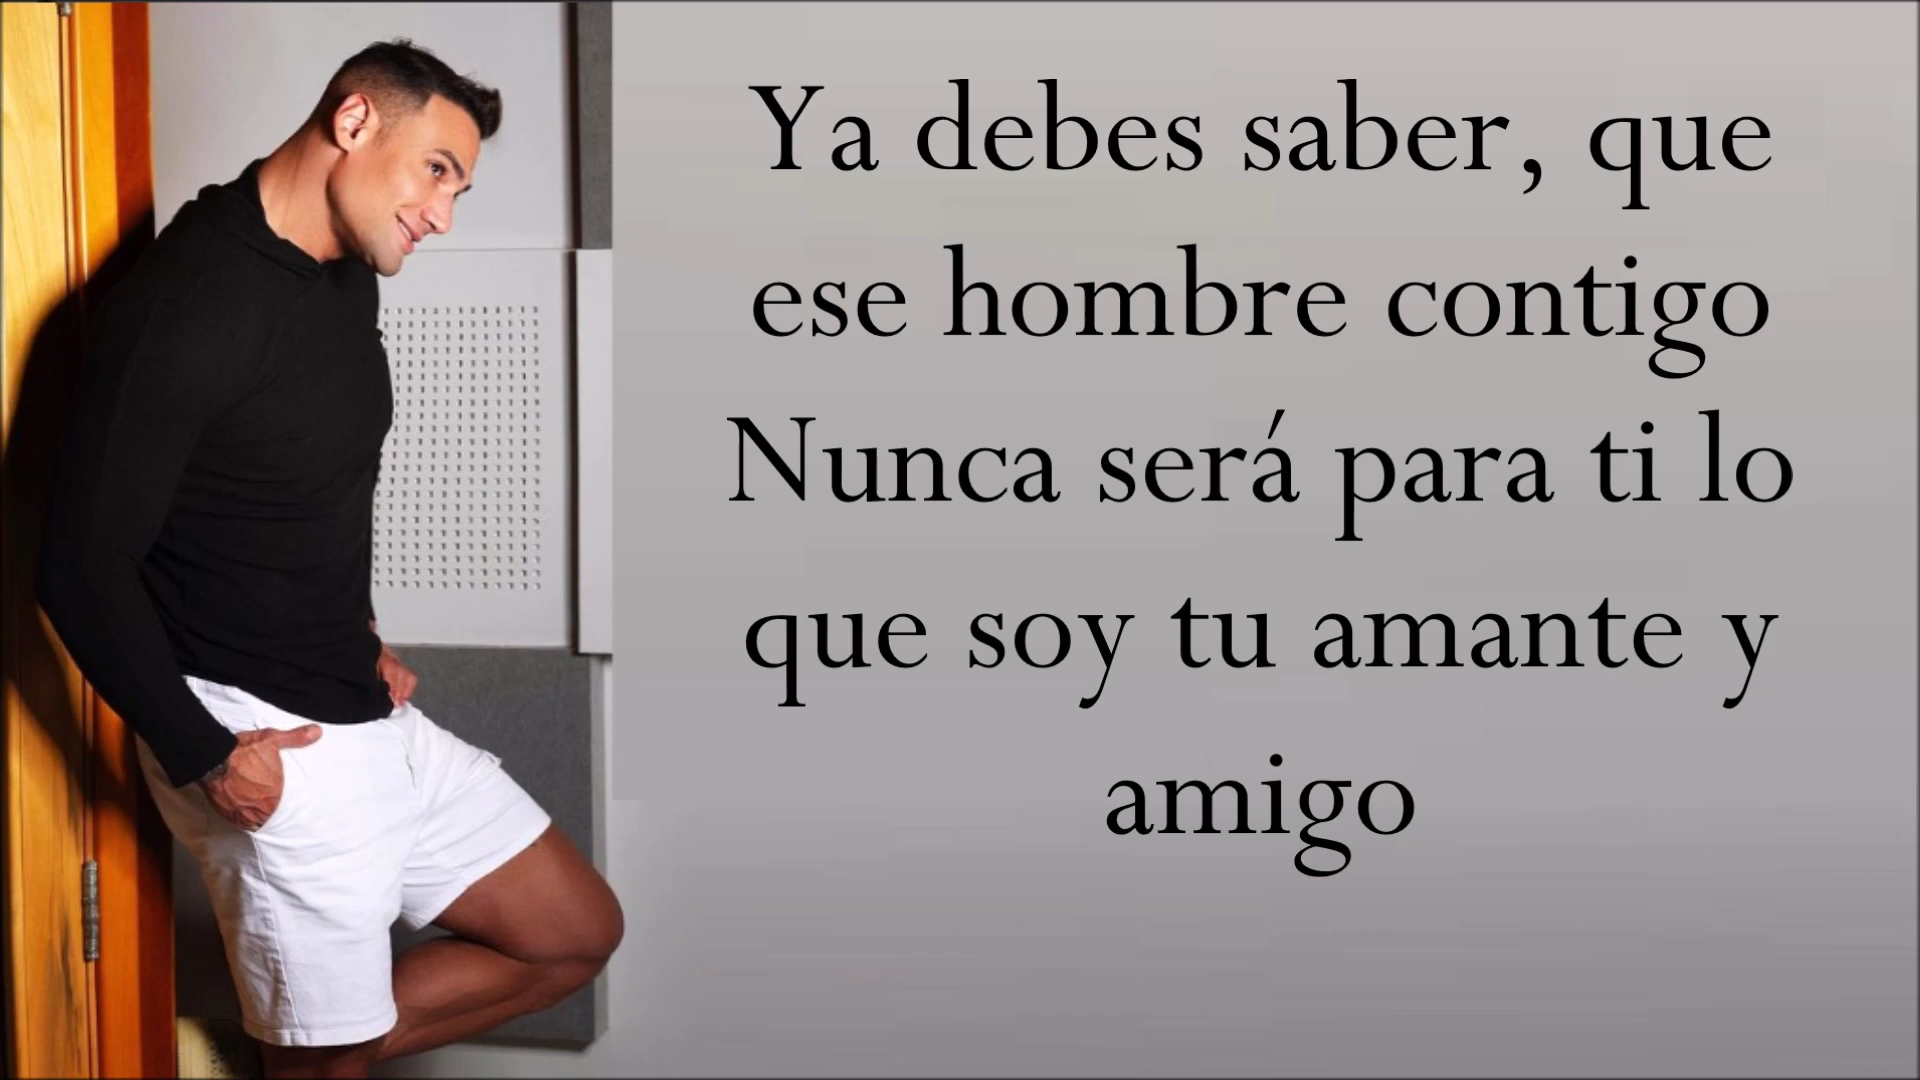 Ya debes saber, que
ese hombre contigo
Nunca será para ti lo
que soy tu amante y
amigo